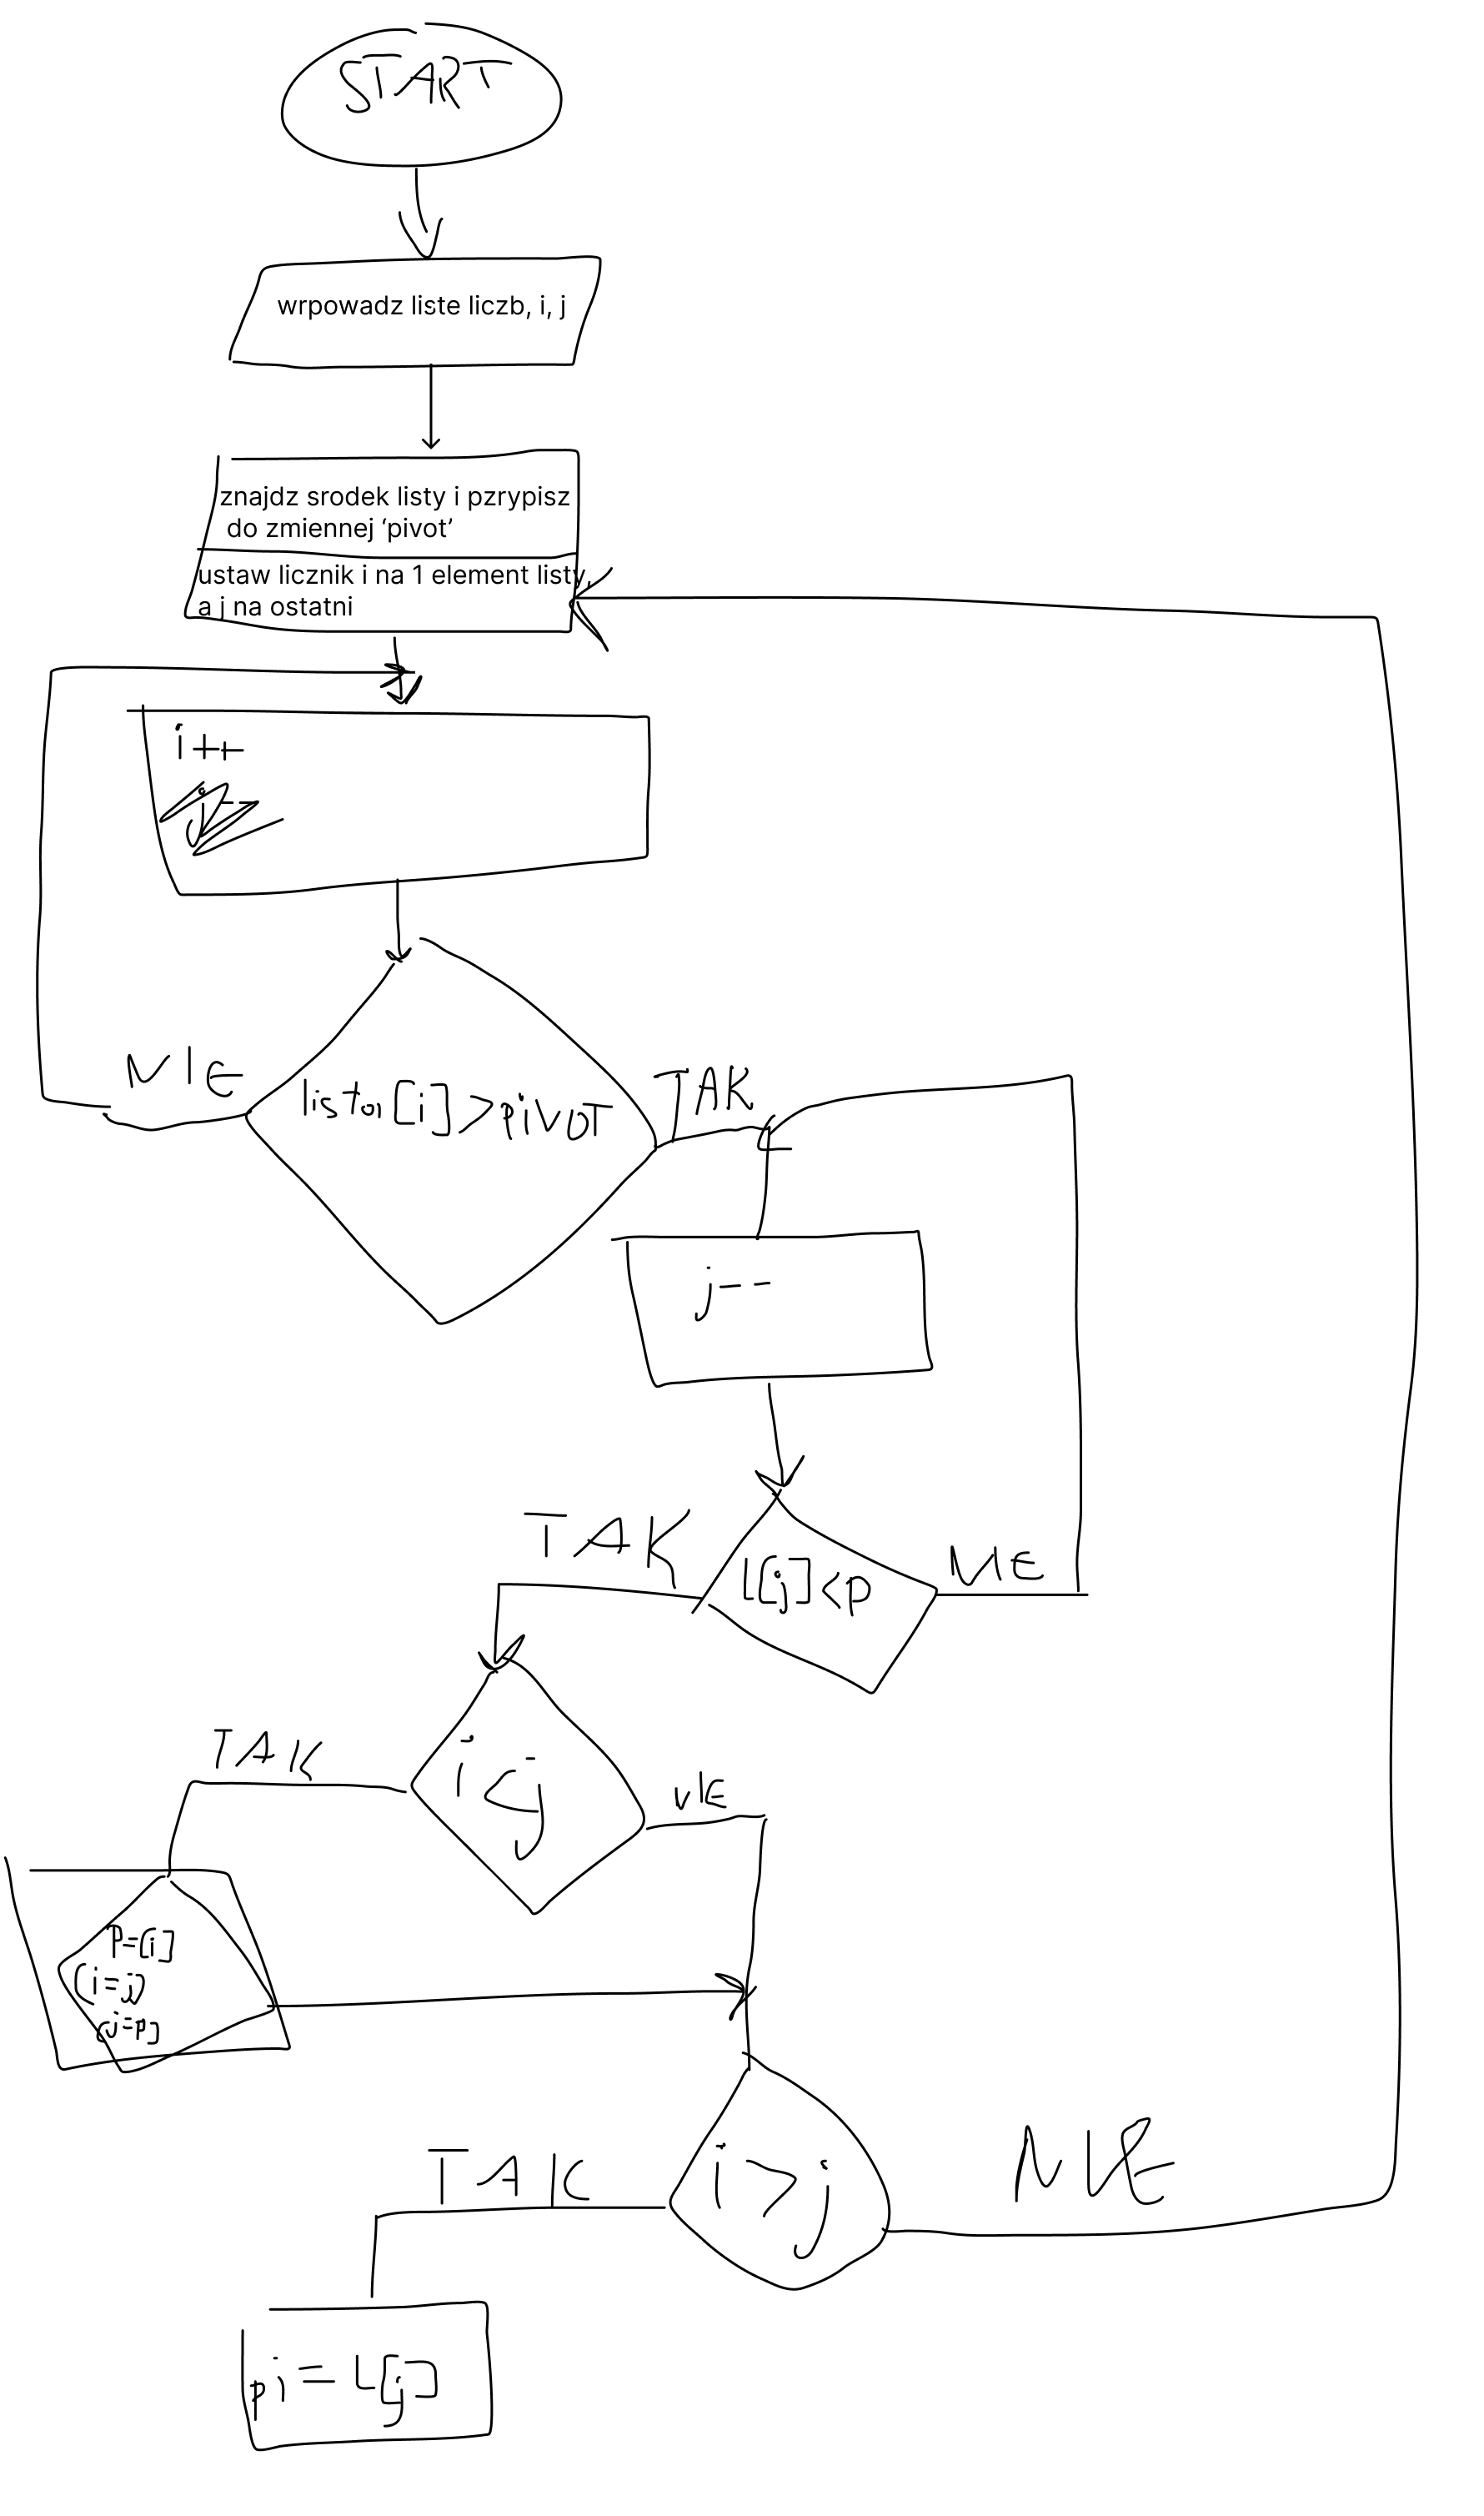 START
wrpowadz liste liczb, i, j
znajdz srodek listy i pzrypisz
do zmiennej ‘pivot’
ustaw licznik i na 1 element listy,
a j na ostatni
i++
NIE
lista[i]>piVOT
TAK
j--
TAK
l[j]<p
NIE
TAK
i<j
NIE
p=[i]
[i=j]
[j=p]
TAK
i>j
NIE
pi=L[j]